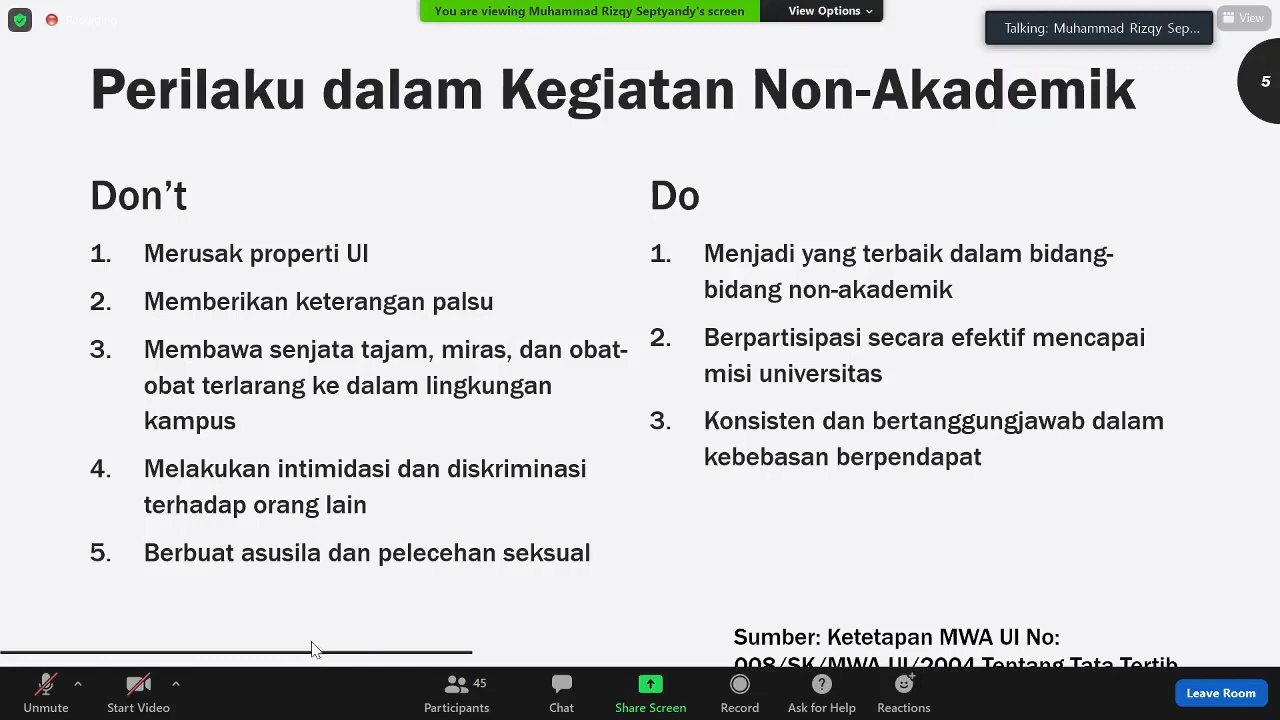 Recording...
You are viewing Muhammad Rizqy Septyandy's screen
View Options
Talking: Muhammad Rizqy Sep...
View
5
Perilaku dalam Kegiatan Non-Akademik
Don't
1. Merusak properti UI
2. Memberikan keterangan palsu
3. Membawa senjata tajam, miras, dan obat-
obat terlarang ke dalam lingkungan
kampus
4. Melakukan intimidasi dan diskriminasi
terhadap orang lain
5. Berbuat asusila dan pelecehan seksual
Do
1. Menjadi yang terbaik dalam bidang-
bidang non-akademik
2. Berpartisipasi secara efektif mencapai
misi universitas
3. Konsisten dan bertanggungjawab dalam
kebebasan berpendapat
Sumber: Ketetapan MWA UI No:
008/SK/MWA-UI/2004 Tentang Tata Tertib
Unmute
Start Video
45
Participants
Chat
Share Screen
Record
Ask for Help
Reactions
Leave Room